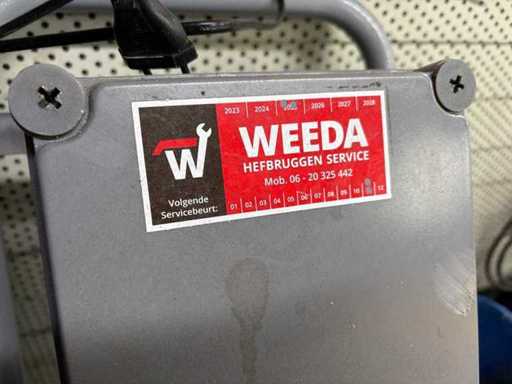 2023 2024 2026 2027 2028
W
WEEDA
HEFBRUGGEN SERVICE
Mob. 06 - 20 325 442
Volgende
Servicebeurt:
01 02 03 04 05 06 07 08 09 10 12